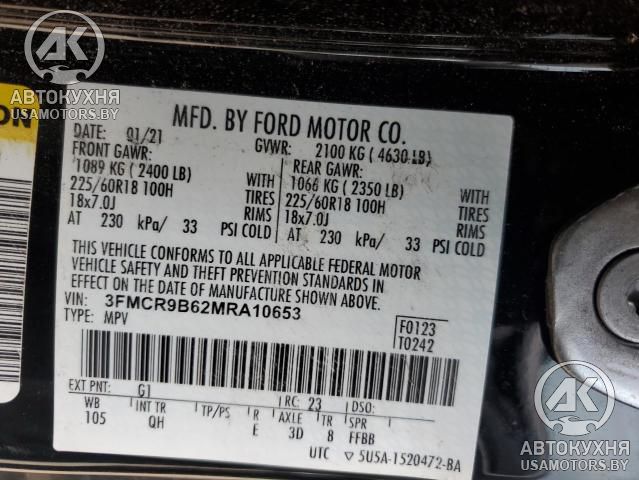 АК
АВТОКУХНЯ
USAMOTORS.BY
ON
MFD. BY FORD MOTOR CO.
DATE: 01/21 GVWR: 2100 KG ( 4630 LB)
FRONT GAWR: REAR GAWR:
1089 KG ( 2400 LB) WITH 1066 KG ( 2350 LB) WITH
225/60R18 100H TIRES 225/60R18 100H TIRES
18x7.0J RIMS 18x7.0J RIMS
AT 230 kPa/ 33 PSI COLD AT 230 kPa/ 33 PSI COLD
THIS VEHICLE CONFORMS TO ALL APPLICABLE FEDERAL MOTOR
VEHICLE SAFETY AND THEFT PREVENTION STANDARDS IN
EFFECT ON THE DATE OF MANUFACTURE SHOWN ABOVE.
VIN: 3FMCR9B62MRA10653
TYPE: MPV
F0123
T0242
EXT PNT: G1 RC: 23 DSO:
WB INT TR TP/PS R AXLE TR SPR
105 QH E 3D 8 FFBB
UTC ▽ 5U5A-1520472-BA
АК
АВТОКУХНЯ
USAMOTORS.BY